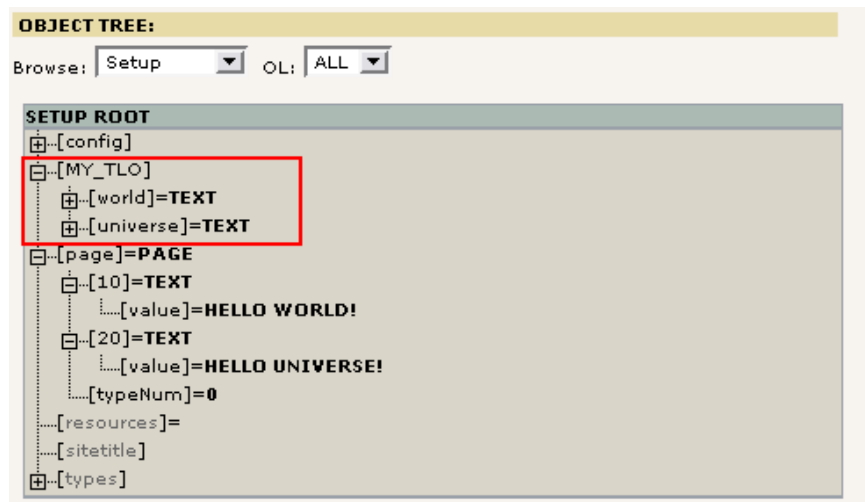 OBJECT TREE:
Browse: Setup OL: ALL
SETUP ROOT
[config]
[MY_TLO]
[world]=TEXT
[universe]=TEXT
[page]=PAGE
[10]=TEXT
[value]=HELLO WORLD!
[20]=TEXT
[value]=HELLO UNIVERSE!
[typeNum]=0
[resources]=
[sitetitle]
[types]